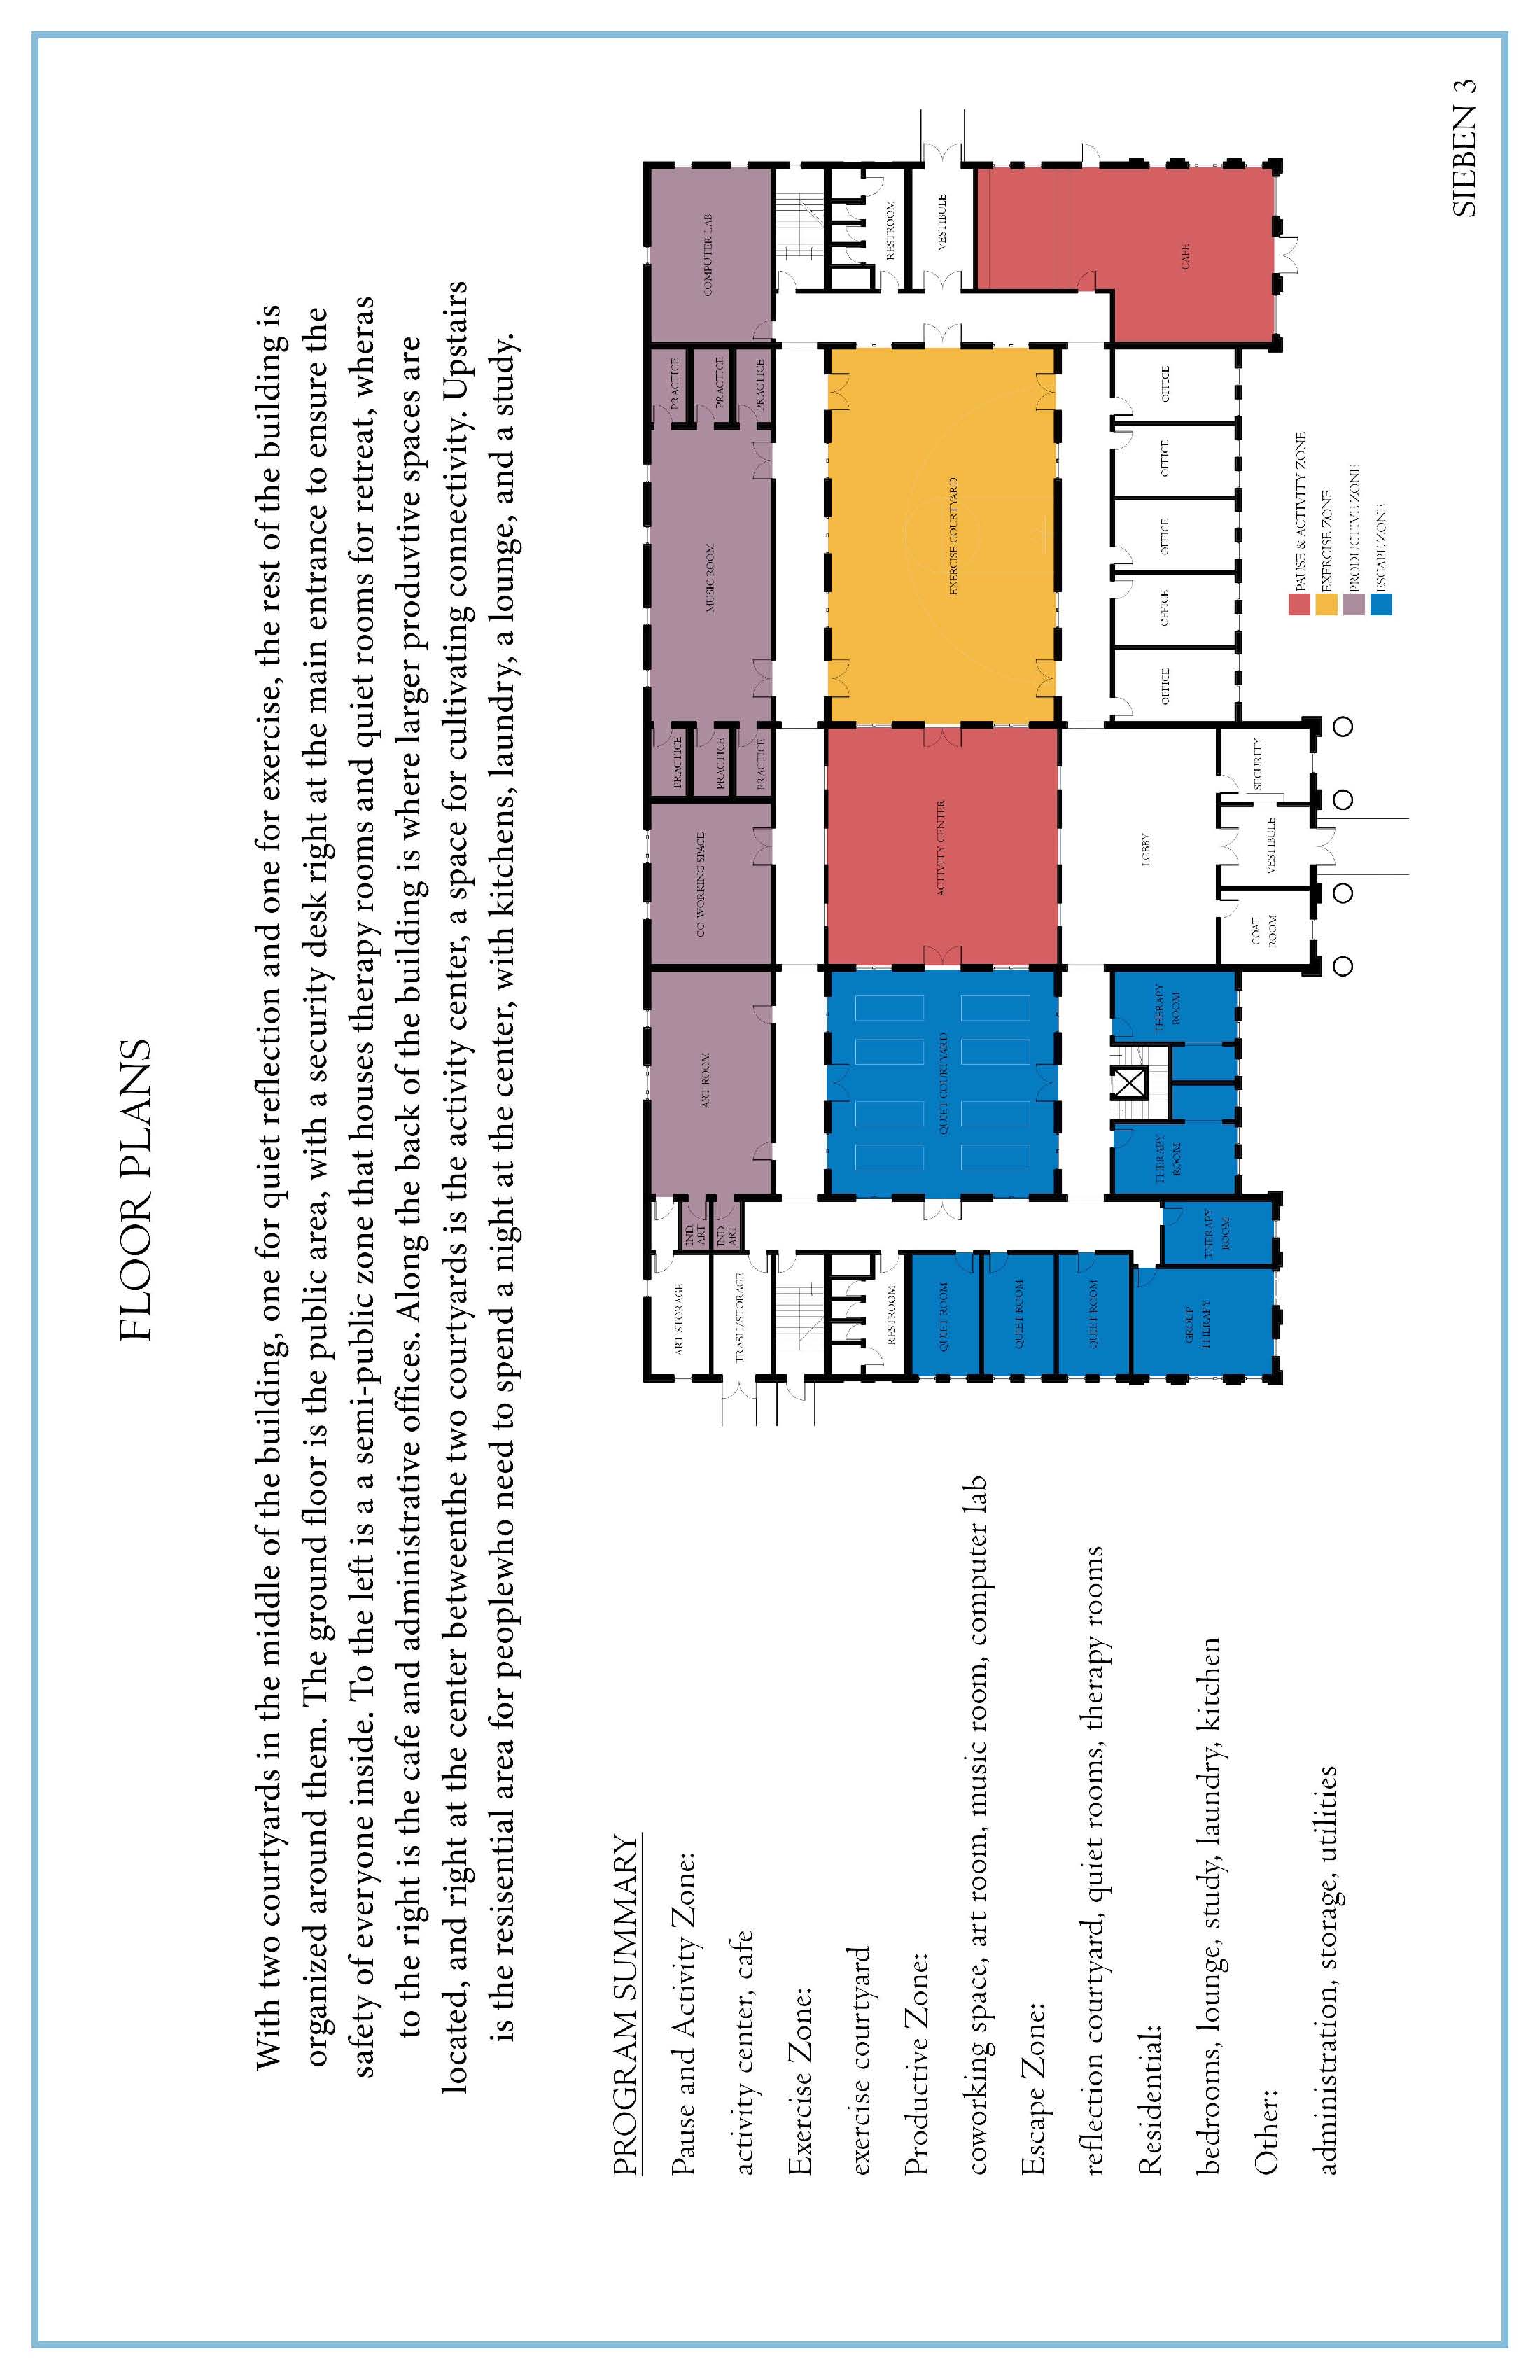 FLOOR PLANS
With two courtyards in the middle of the building, one for quiet reflection and one for exercise, the rest of the building is
organized around them. The ground floor is the public area, with a security desk right at the main entrance to ensure the
safety of everyone inside. To the left is a a semi-public zone that houses therapy rooms and quiet rooms for retreat, wheras
to the right is the cafe and administrative offices. Along the back of the building is where larger produvtive spaces are
located, and right at the center betweenthe two courtyards is the activity center, a space for cultivating connectivity. Upstairs
is the resisential area for peoplewho need to spend a night at the center, with kitchens, laundry, a lounge, and a study.
PROGRAM SUMMARY
Pause and Activity Zone:
activity center, cafe
Exercise Zone:
exercise courtyard
Productive Zone:
coworking space, art room, music room, computer lab
Escape Zone:
reflection courtyard, quiet rooms, therapy rooms
Residential:
bedrooms, lounge, study, laundry, kitchen
Other:
administration, storage, utilities
ART STORAGE
IND.
ART
IND.
ART
TRASH/STORAGE
ART ROOM
CO-WORKING SPACE
PRACTICE
PRACTICE
PRACTICE
MUSIC ROOM
PRACTICE
PRACTICE
PRACTICE
COMPUTER LAB
RESTROOM
RESTROOM
QUIET ROOM
QUIET ROOM
QUIET ROOM
QUIET COURTYARD
ACTIVITY CENTER
EXERCISE COURTYARD
VESTIBULE
GROUP
THERAPY
THERAPY
ROOM
THERAPY
ROOM
THERAPY
ROOM
LOBBY
OFFICE
OFFICE
OFFICE
OFFICE
OFFICE
CAFE
COAT
ROOM
VESTIBULE
SECURITY
PAUSE & ACTIVITY ZONE
EXERCISE ZONE
PRODUCTIVE ZONE
ESCAPE ZONE
SIEBEN 3